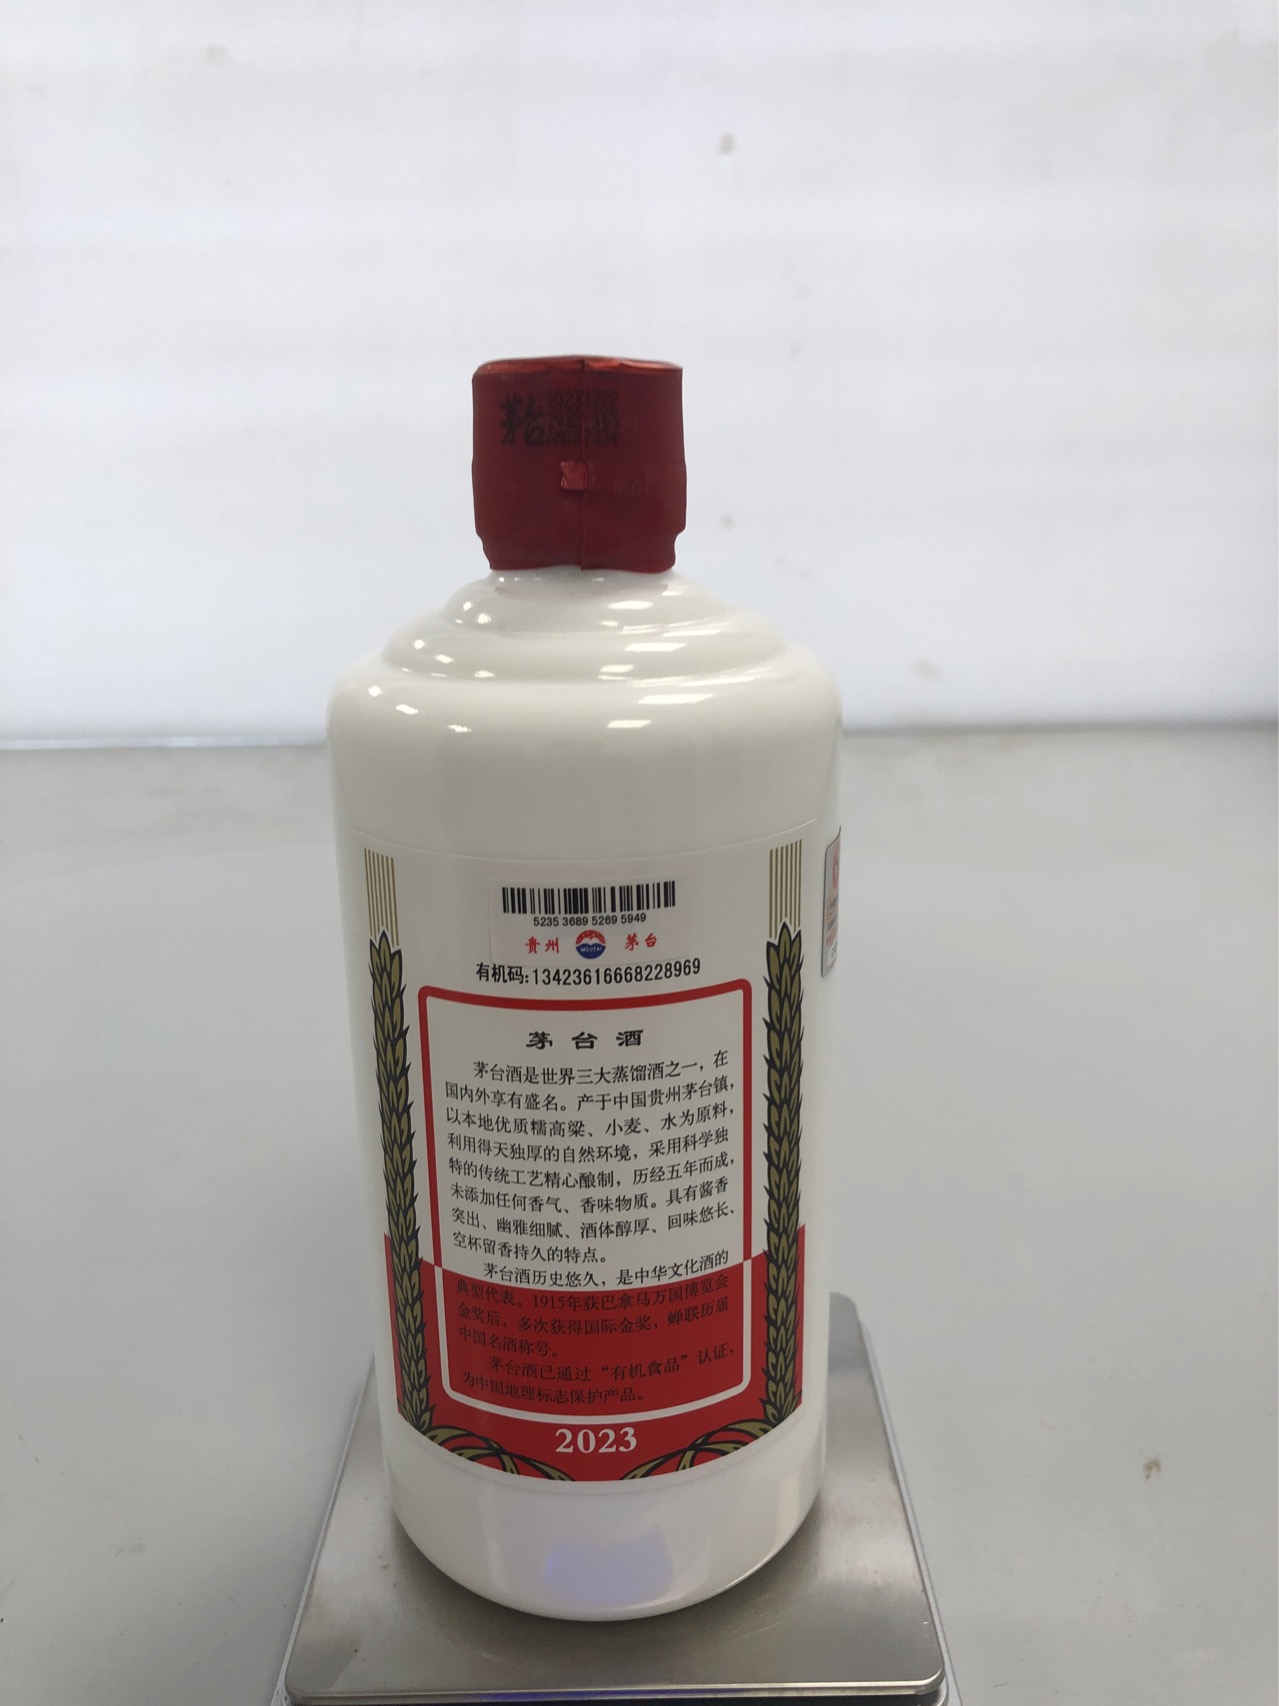 茅台
20231222
MOU
5235 3689 5269 5949
贵州 MOUTAI 茅台
有机码:13423616668228969
茅台酒
茅台酒是世界三大蒸馏酒之一，在
国内外享有盛名。产于中国贵州茅台镇，
以本地优质糯高粱、小麦、水为原料，
利用得天独厚的自然环境，采用科学独
特的传统工艺精心酿制，历经五年而成，
未添加任何香气、香味物质。具有酱香
突出、幽雅细腻、酒体醇厚、回味悠长、
空杯留香持久的特点。
茅台酒历史悠久，是中华文化酒的
典型代表。1915年获巴拿马万国博览会
金奖后，多次获得国际金奖，蝉联历届
中国名酒称号。
茅台酒已通过“有机食品”认证，
为中国地理标志保护产品。
2023